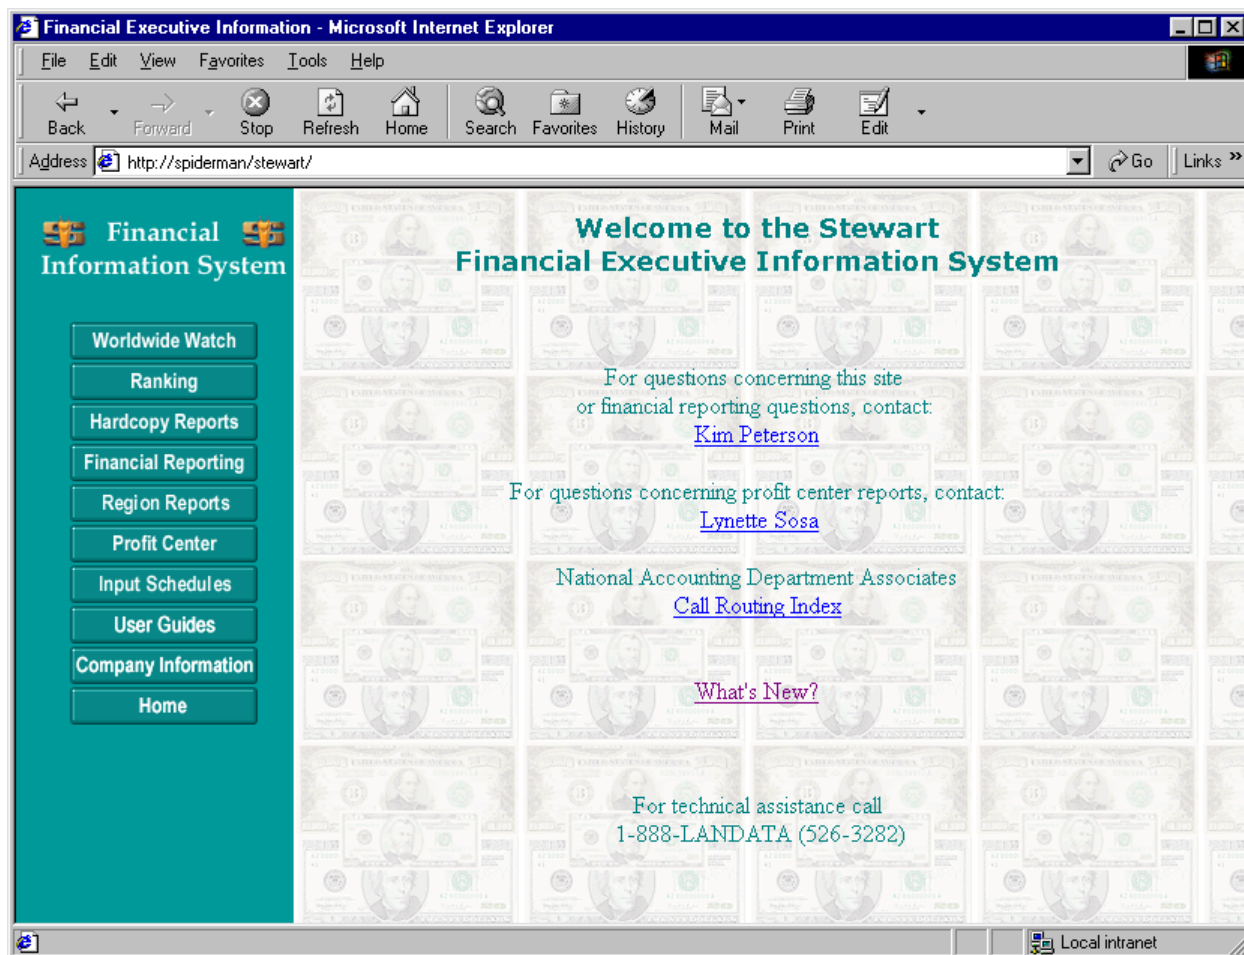 Financial Executive Information - Microsoft Internet Explorer
File Edit View Favorites Tools Help
Back Forward Stop Refresh Home Search Favorites History Mail Print Edit
Address http://spiderman/stewart/ Go Links »
Financial
Information System
Worldwide Watch
Ranking
Hardcopy Reports
Financial Reporting
Region Reports
Profit Center
Input Schedules
User Guides
Company Information
Home
Welcome to the Stewart
Financial Executive Information System
For questions concerning this site
or financial reporting questions, contact:
Kim Peterson
For questions concerning profit center reports, contact:
Lynette Sosa
National Accounting Department Associates
Call Routing Index
What's New?
For technical assistance call
1-888-LANDATA (526-3282)
Local intranet